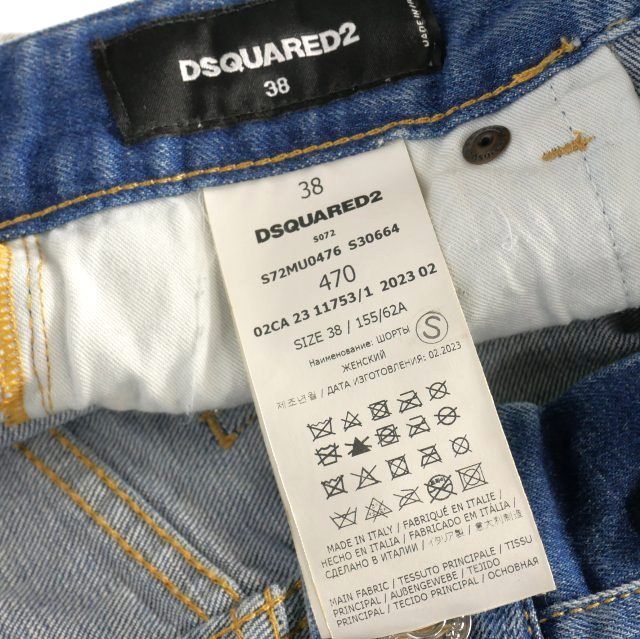 DSQUARED2
38
MADE IN
38
DSQUARED2
S072
S72MU0476 S30664
470
02CA 23 11753/1 2023 02
SIZE 38 / 155/62A
Наименование: ШОРТЫ
ЖЕНСКИЙ
S
제조년월 / ДАТА ИЗГОТОВЛЕНИЯ: 02.2023
MADE IN ITALY / FABRIQUÉ EN ITALIE /
HECHO EN ITALIA / FABRICADO EM ITÁLIA /
СДЕЛАНО В ИТАЛИИ / イタリア製 / 意大利制造
MAIN FABRIC / TESSUTO PRINCIPALE / TISSU
PRINCIPAL / AUßENGEWEBE / TEJIDO
PRINCIPAL / TECIDO PRINCIPAL / ОСНОВНАЯ